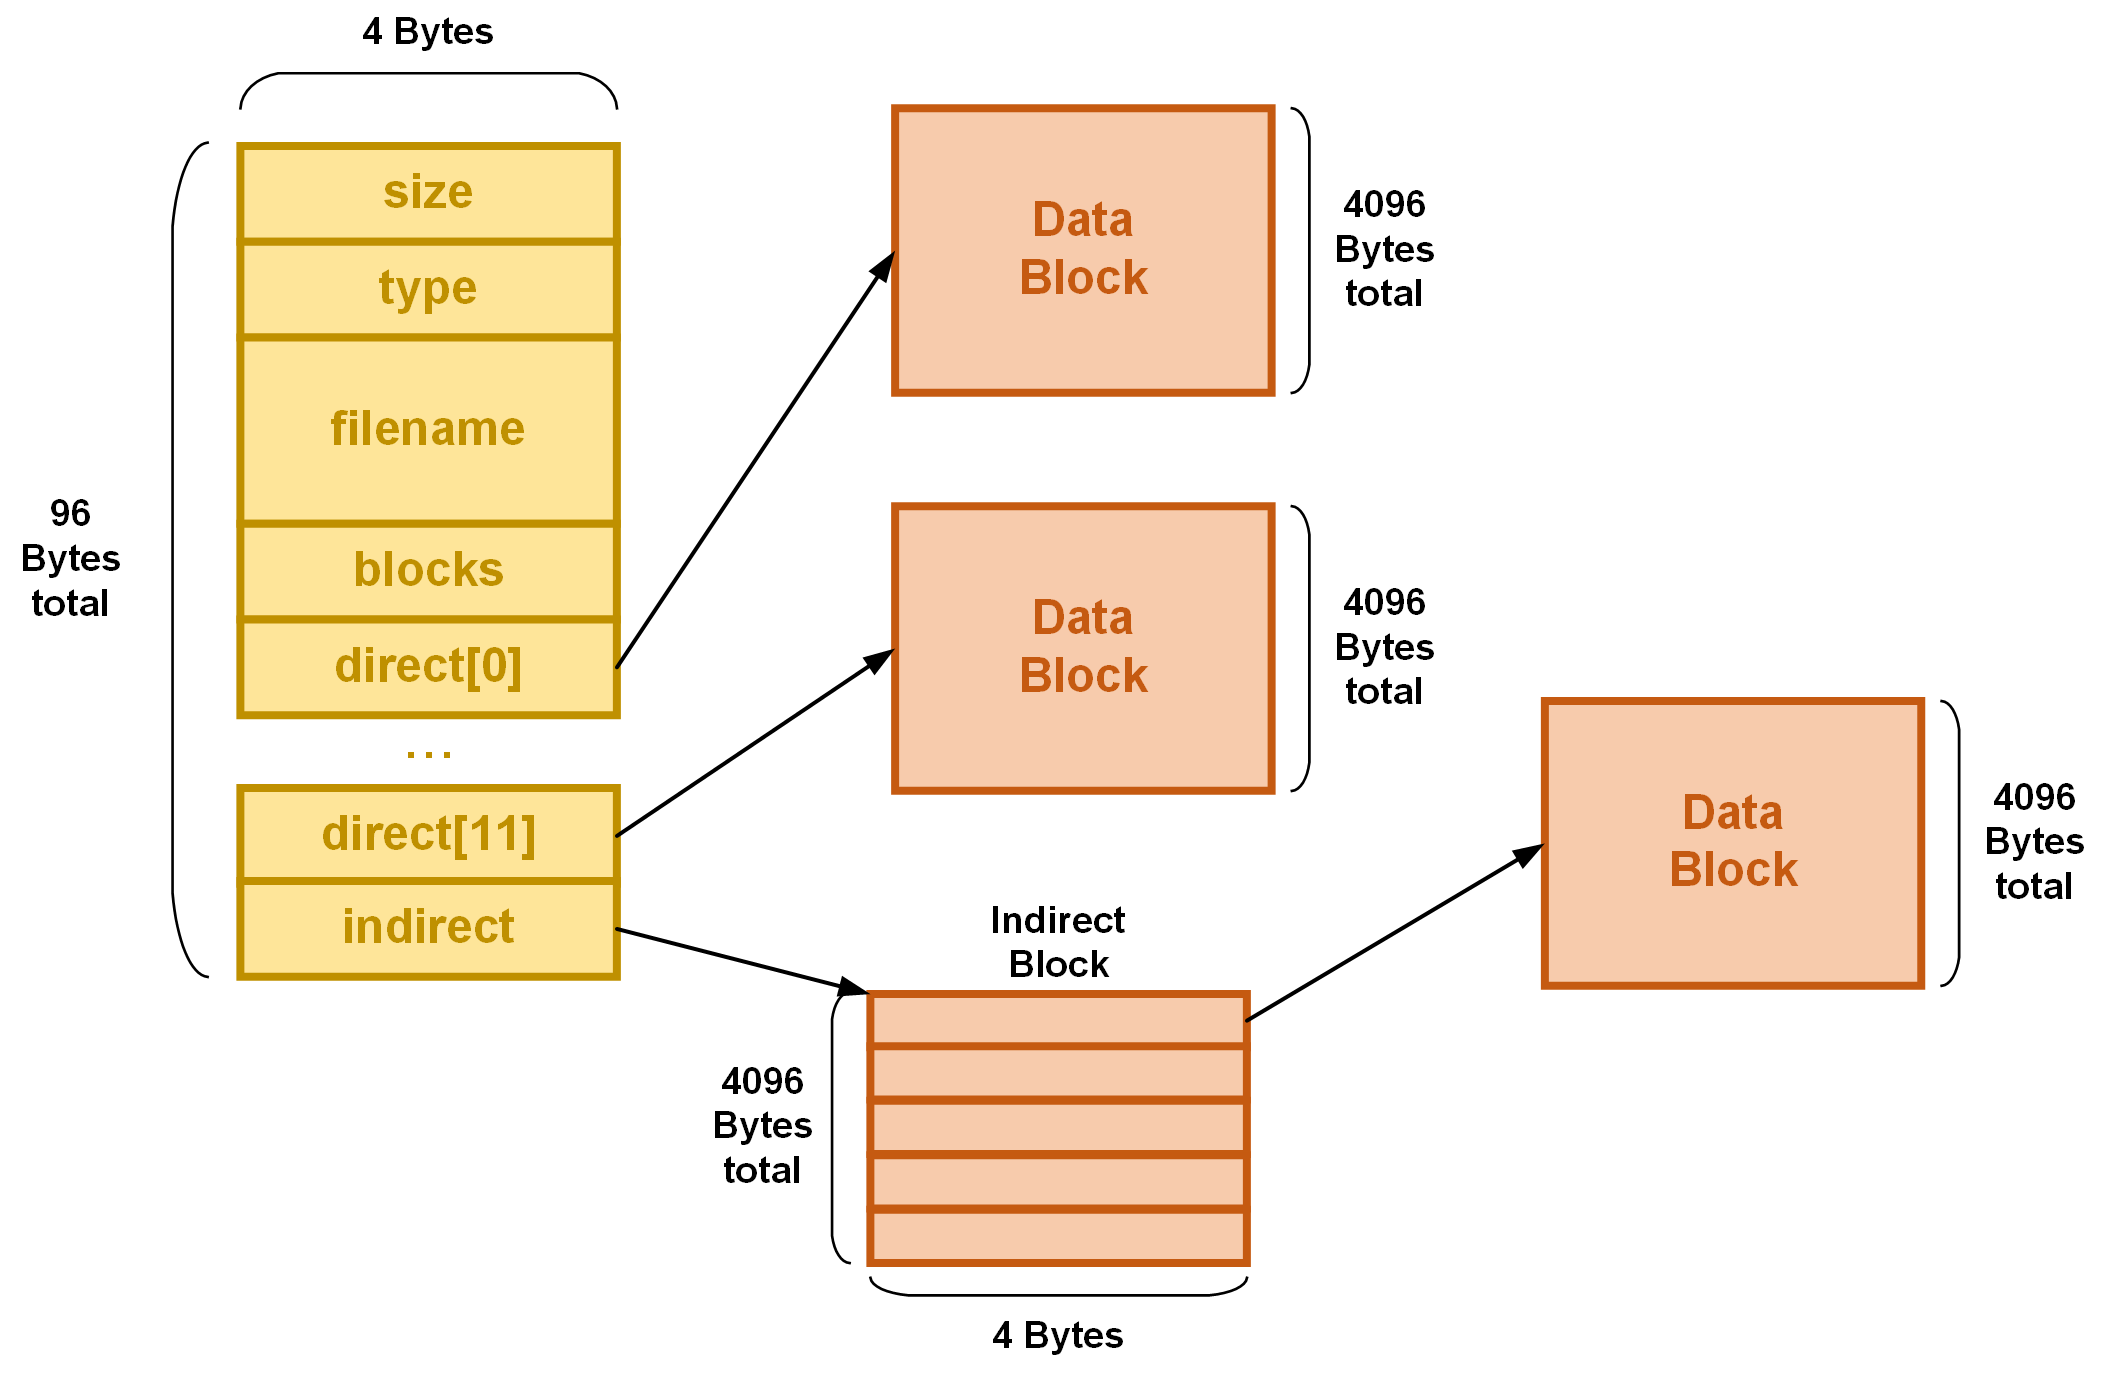 4 Bytes
size
type
filename
blocks
direct[0]
...
direct[11]
indirect
96
Bytes
total
Data
Block
4096
Bytes
total
Data
Block
4096
Bytes
total
Indirect
Block
4096
Bytes
total
4 Bytes
Data
Block
4096
Bytes
total